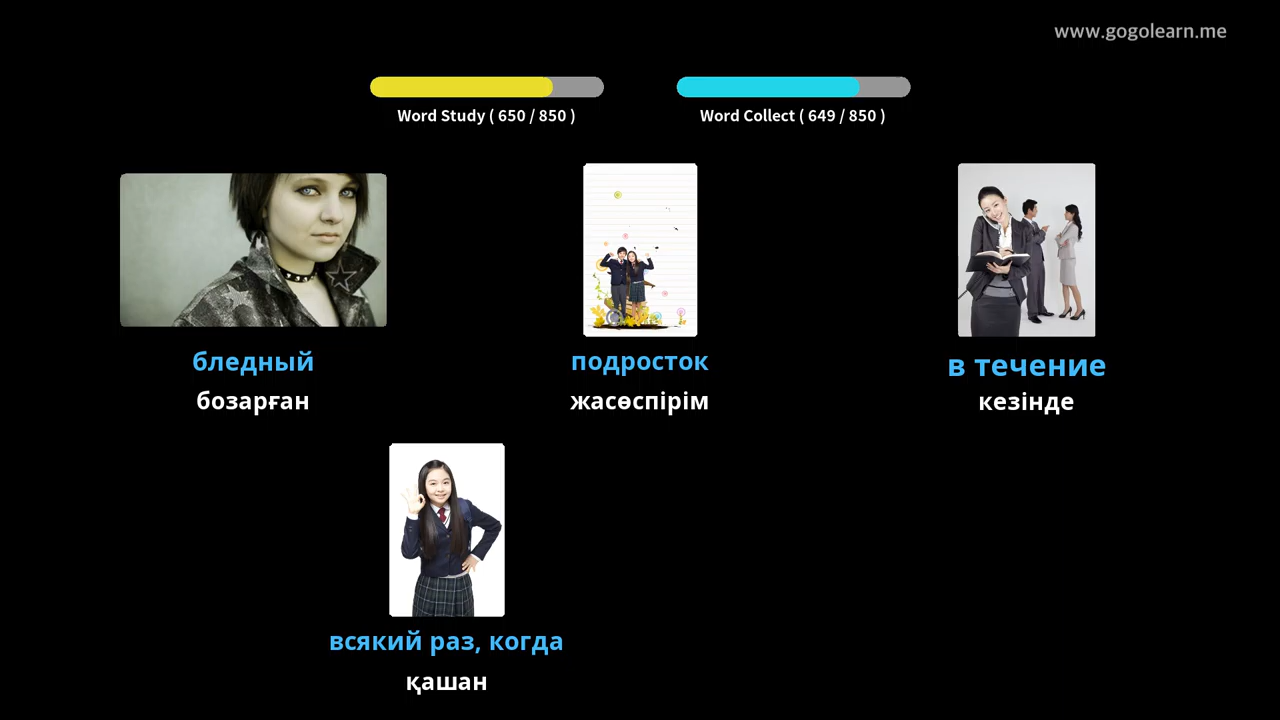 www.gogolearn.me
Word Study ( 650 / 850 )
Word Collect ( 649 / 850 )
бледный
бозарған
подросток
жасөспірім
в течение
кезінде
всякий раз, когда
қашан